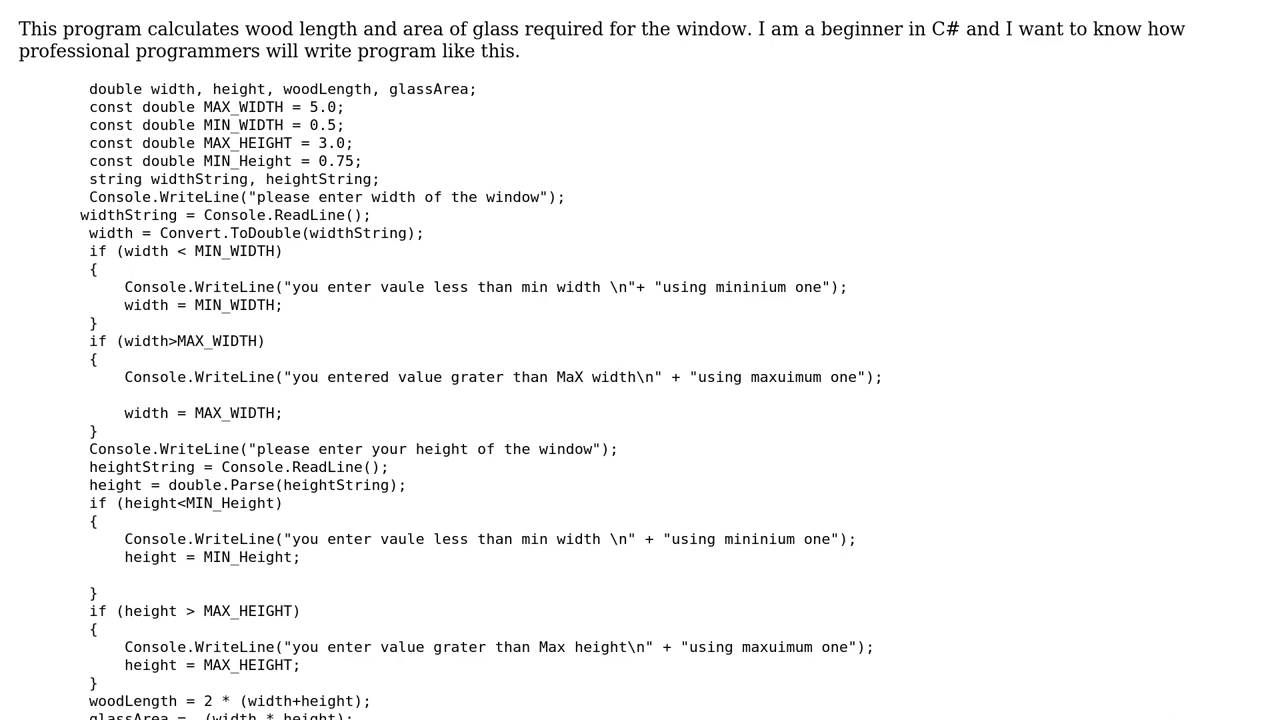 This program calculates wood length and area of glass required for the window. I am a beginner in C# and I want to know how
professional programmers will write program like this.
double width, height, woodLength, glassArea;
const double MAX_WIDTH = 5.0;
const double MIN_WIDTH = 0.5;
const double MAX_HEIGHT = 3.0;
const double MIN_Height = 0.75;
string widthString, heightString;
Console.WriteLine("please enter width of the window");
widthString = Console.ReadLine();
width = Convert.ToDouble(widthString);
if (width < MIN_WIDTH)
{
Console.WriteLine("you enter vaule less than min width \n"+ "using mininium one");
width = MIN_WIDTH;
}
if (width>MAX_WIDTH)
{
Console.WriteLine("you entered value grater than MaX width\n" + "using maxuimum one");
width = MAX_WIDTH;
}
Console.WriteLine("please enter your height of the window");
heightString = Console.ReadLine();
height = double.Parse(heightString);
if (height<MIN_Height)
{
Console.WriteLine("you enter vaule less than min width \n" + "using mininium one");
height = MIN_Height;
}
if (height > MAX_HEIGHT)
{
Console.WriteLine("you enter value grater than Max height\n" + "using maxuimum one");
height = MAX_HEIGHT;
}
woodLength = 2 * (width+height);
glassArea =  (width * height);